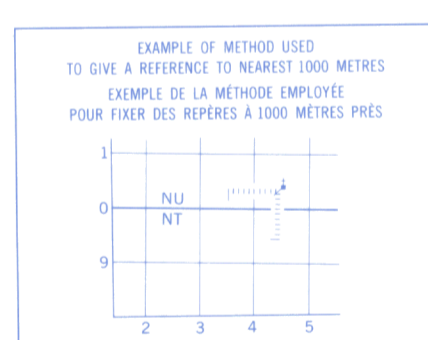 EXAMPLE OF METHOD USED
TO GIVE A REFERENCE TO NEAREST 1000 METRES
EXEMPLE DE LA MÉTHODE EMPLOYÉE
POUR FIXER DES REPÈRES À 1000 MÈTRES PRÈS
1
NU
0
NT
9
2 3 4 5